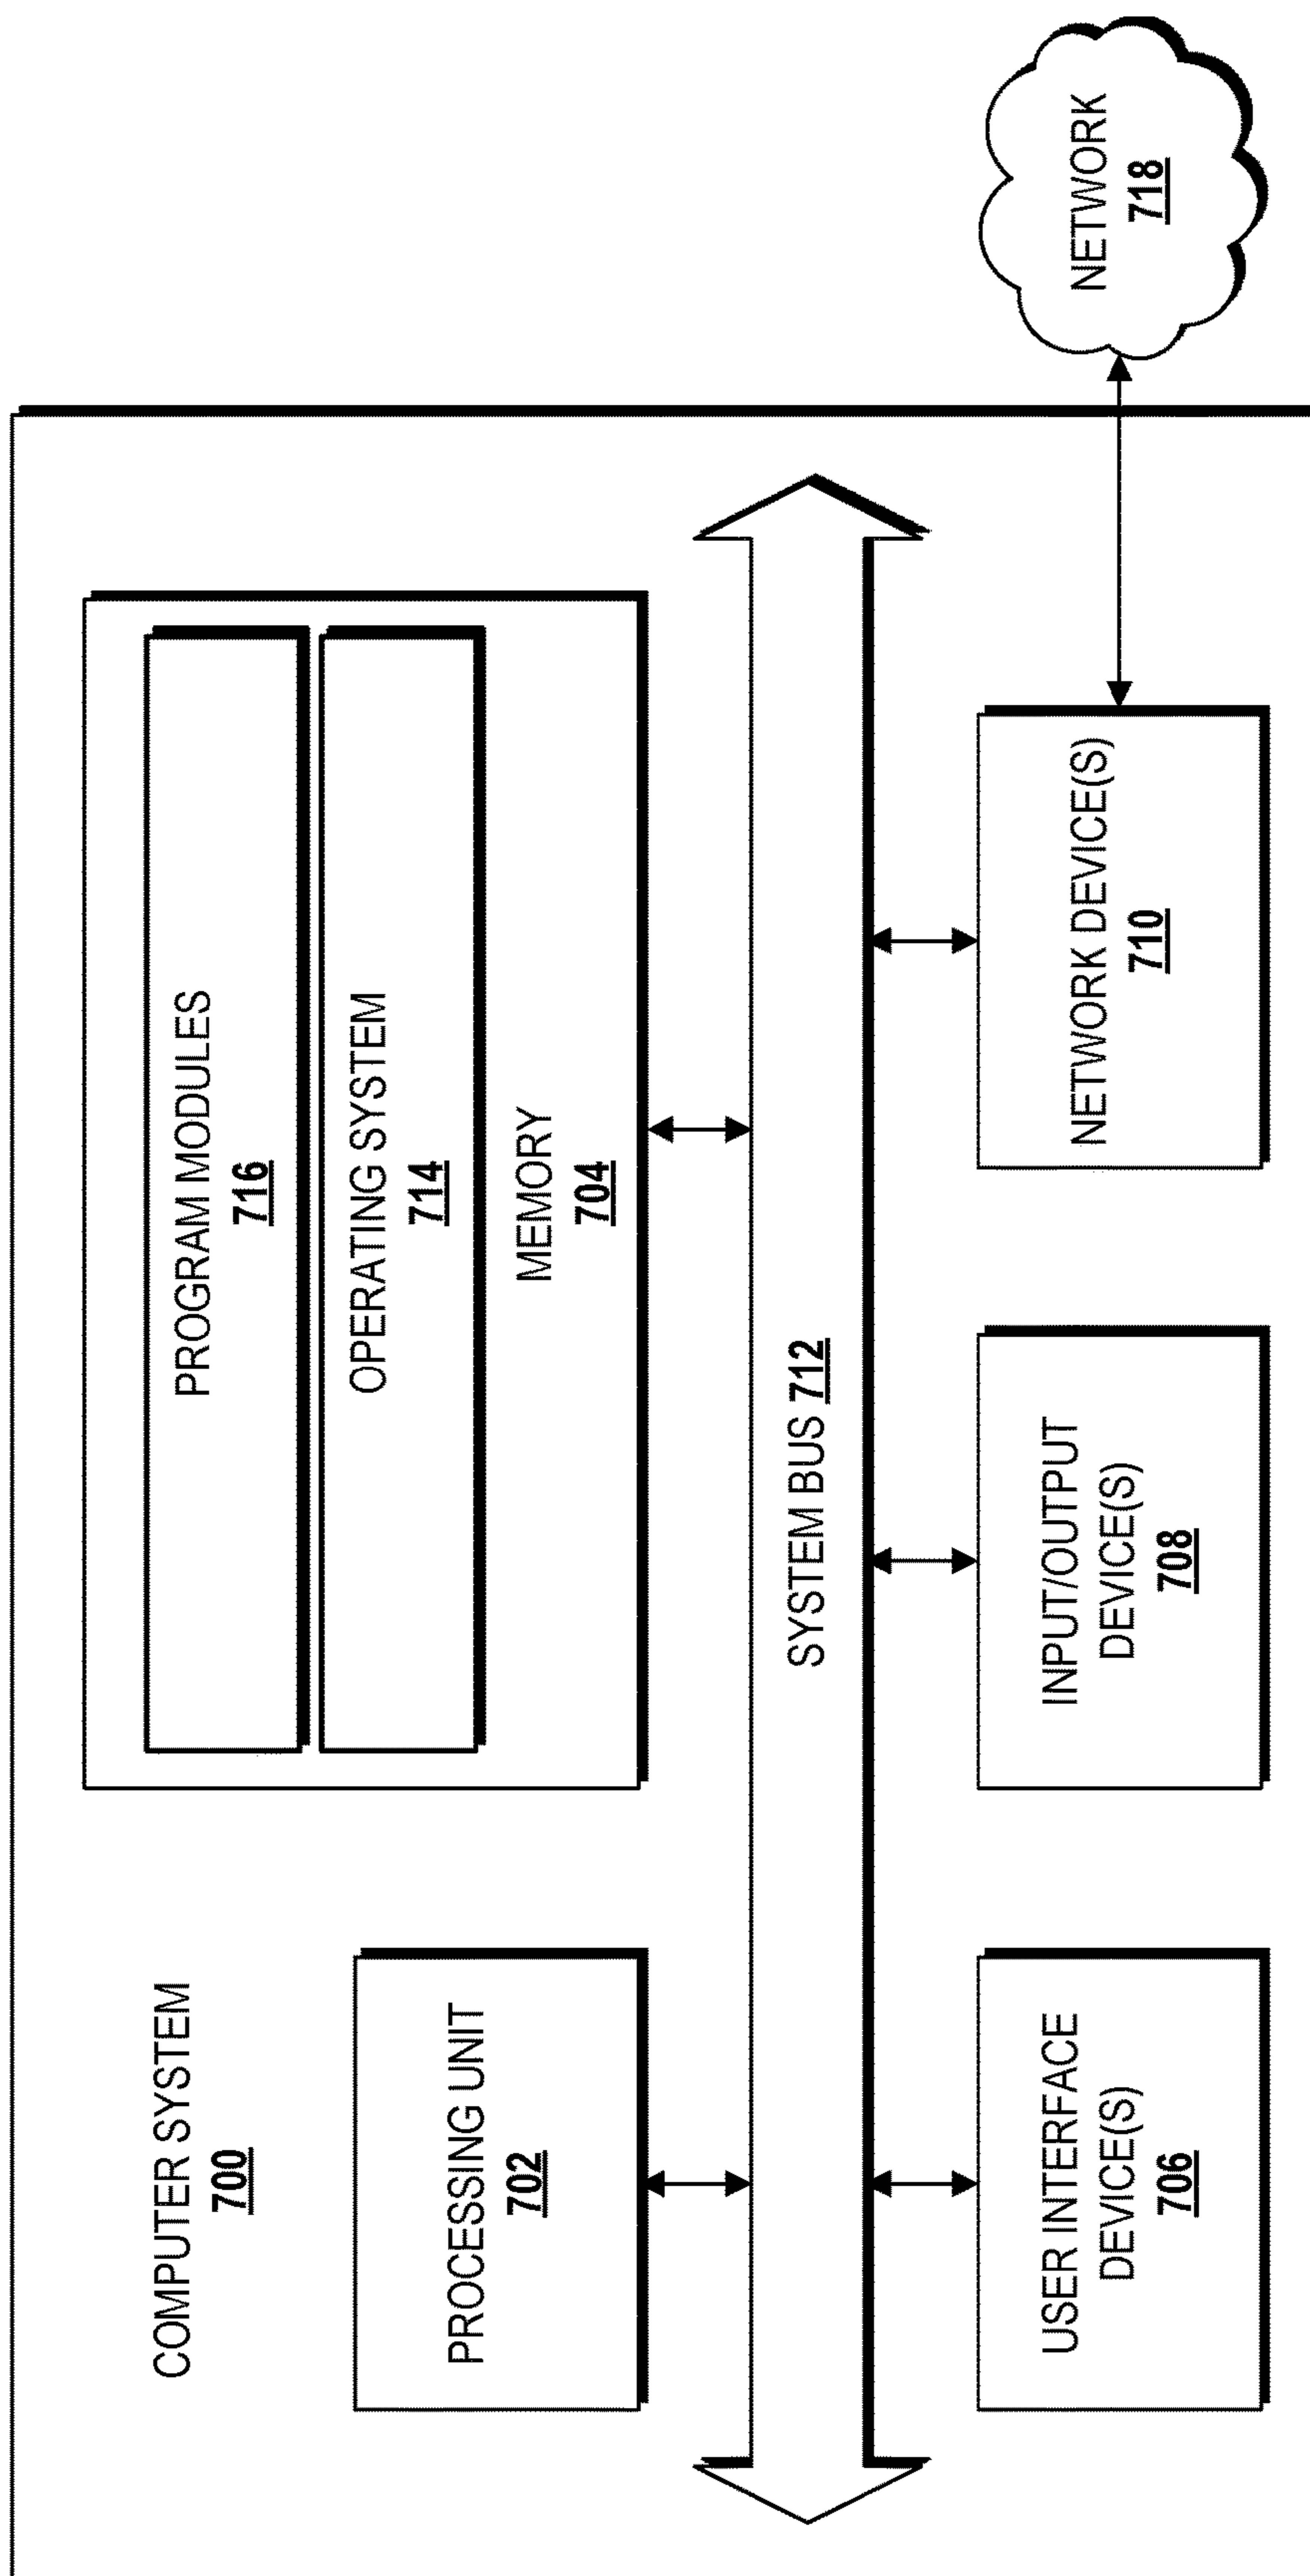 COMPUTER SYSTEM
700
PROCESSING UNIT
702
PROGRAM MODULES
716
OPERATING SYSTEM
714
MEMORY
704
SYSTEM BUS 712
USER INTERFACE
DEVICE(S)
706
INPUT/OUTPUT
DEVICE(S)
708
NETWORK DEVICE(S)
710
NETWORK
718